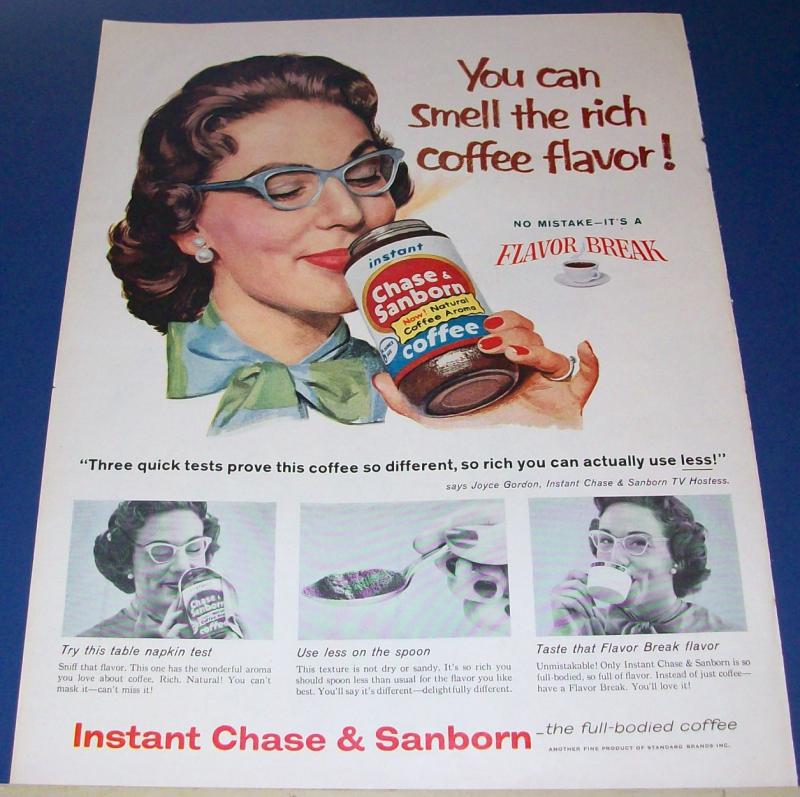 You can
smell the rich
coffee flavor!
NO MISTAKE—IT'S A
FLAVOR BREAK
instant
Chase &
Sanborn
Now! Natural
Coffee Aroma
coffee
"Three quick tests prove this coffee so different, so rich you can actually use less!"
says Joyce Gordon, Instant Chase & Sanborn TV Hostess.
Chase &
Sanborn
coffee
Try this table napkin test
Sniff that flavor. This one has the wonderful aroma
you love about coffee. Rich. Natural! You can't
mask it—can't miss it!
Use less on the spoon
This texture is not dry or sandy. It's so rich you
should spoon less than usual for the flavor you like
best. You'll say it's different—delightfully different.
Taste that Flavor Break flavor
Unmistakable! Only Instant Chase & Sanborn is so
full-bodied, so full of flavor. Instead of just coffee—
have a Flavor Break. You'll love it!
Instant Chase & Sanborn —the full-bodied coffee
ANOTHER FINE PRODUCT OF STANDARD BRANDS INC.